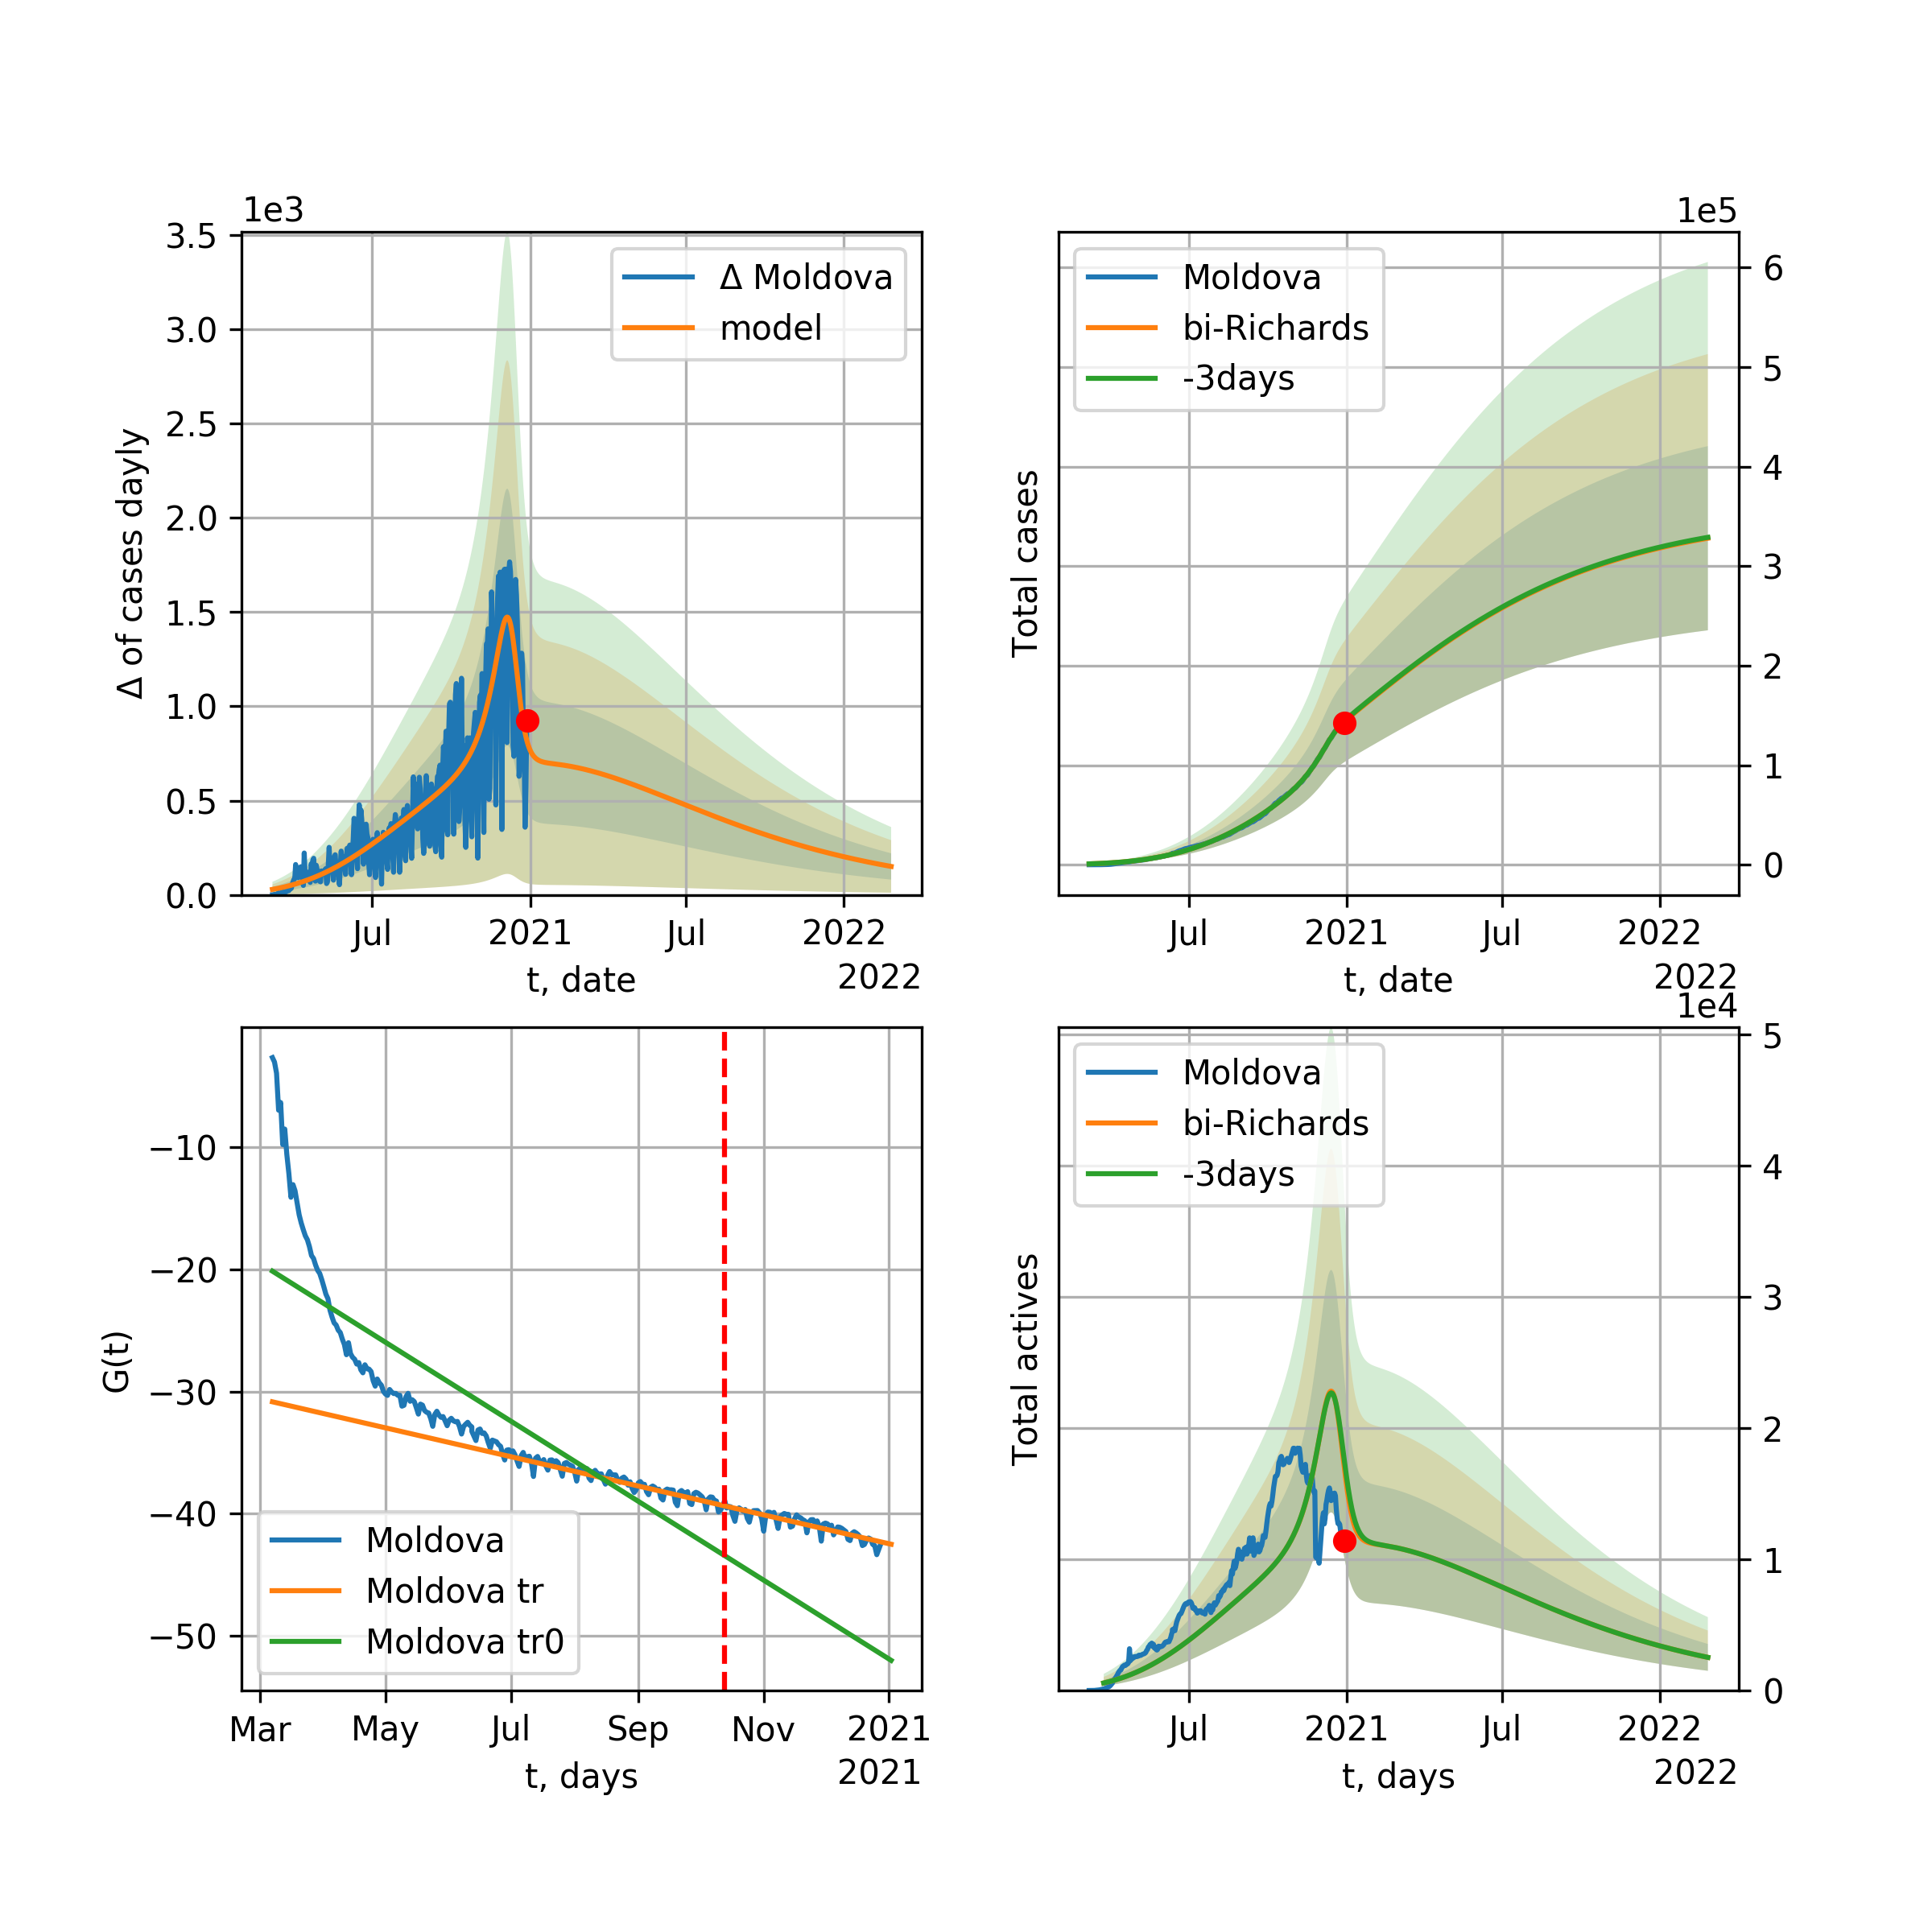 1e3
3.5
3.0
2.5
2.0
1.5
1.0
0.5
0.0
Δ of cases dayly
Δ Moldova
model
Jul 2021 Jul 2022
t, date
2022
1e5
6
5
4
3
2
1
0
Total cases
Moldova
bi-Richards
-3days
Jul 2021 Jul 2022
t, date
2022
−10
−20
−30
−40
−50
G(t)
Moldova
Moldova tr
Moldova tr0
Mar May Jul Sep Nov 2021
t, days
2021
1e4
5
4
3
2
1
0
Total actives
Moldova
bi-Richards
-3days
Jul 2021 Jul 2022
t, days
2022